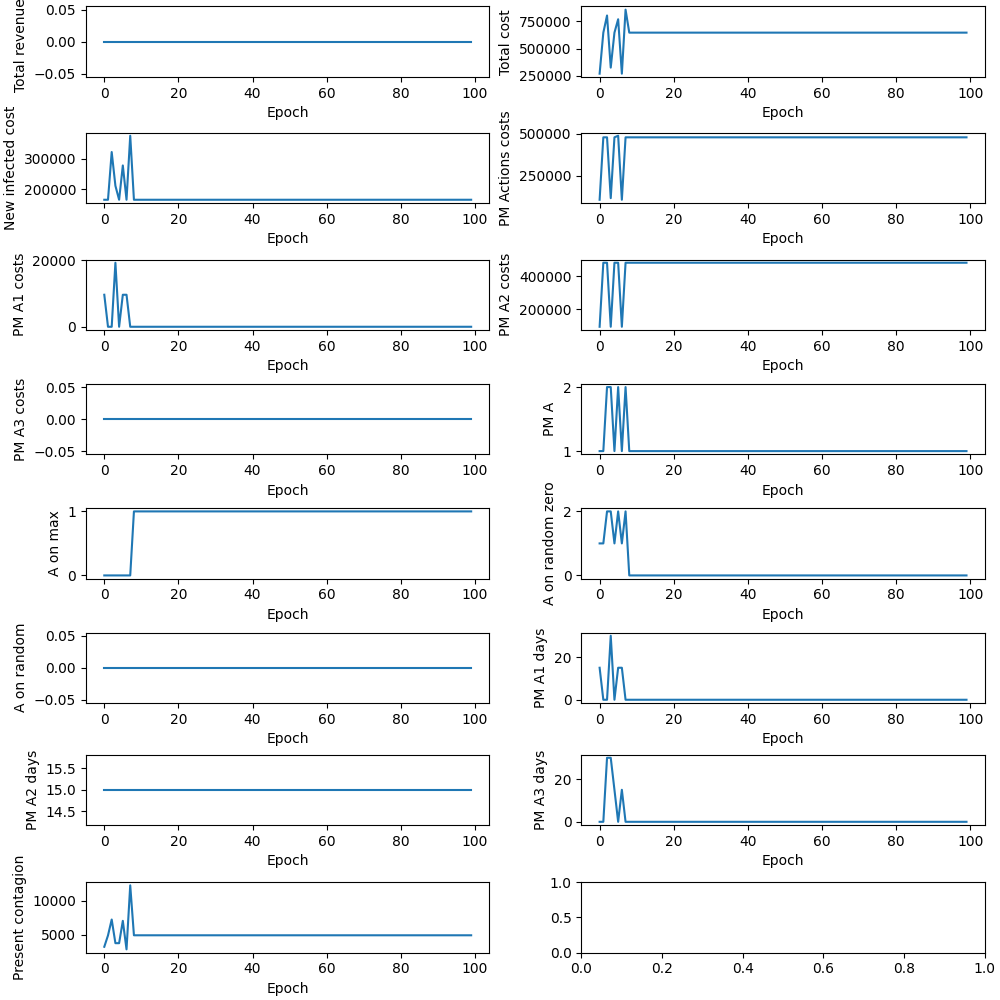 Total revenue
0.05
0.00
−0.05
0 20 40 60 80 100
Epoch
Total cost
750000
500000
250000
0 20 40 60 80 100
Epoch
New infected cost
300000
200000
0 20 40 60 80 100
Epoch
PM Actions costs
500000
250000
0 20 40 60 80 100
Epoch
PM A1 costs
20000
0
0 20 40 60 80 100
Epoch
PM A2 costs
400000
200000
0 20 40 60 80 100
Epoch
PM A3 costs
0.05
0.00
−0.05
0 20 40 60 80 100
Epoch
PM A
2
1
0 20 40 60 80 100
Epoch
A on max
1
0
0 20 40 60 80 100
Epoch
A on random zero
2
0
0 20 40 60 80 100
Epoch
A on random
0.05
0.00
−0.05
0 20 40 60 80 100
Epoch
PM A1 days
20
0
0 20 40 60 80 100
Epoch
PM A2 days
15.5
15.0
14.5
0 20 40 60 80 100
Epoch
PM A3 days
20
0
0 20 40 60 80 100
Epoch
Present contagion
10000
5000
0 20 40 60 80 100
Epoch
1.0
0.5
0.0
0.0 0.2 0.4 0.6 0.8 1.0